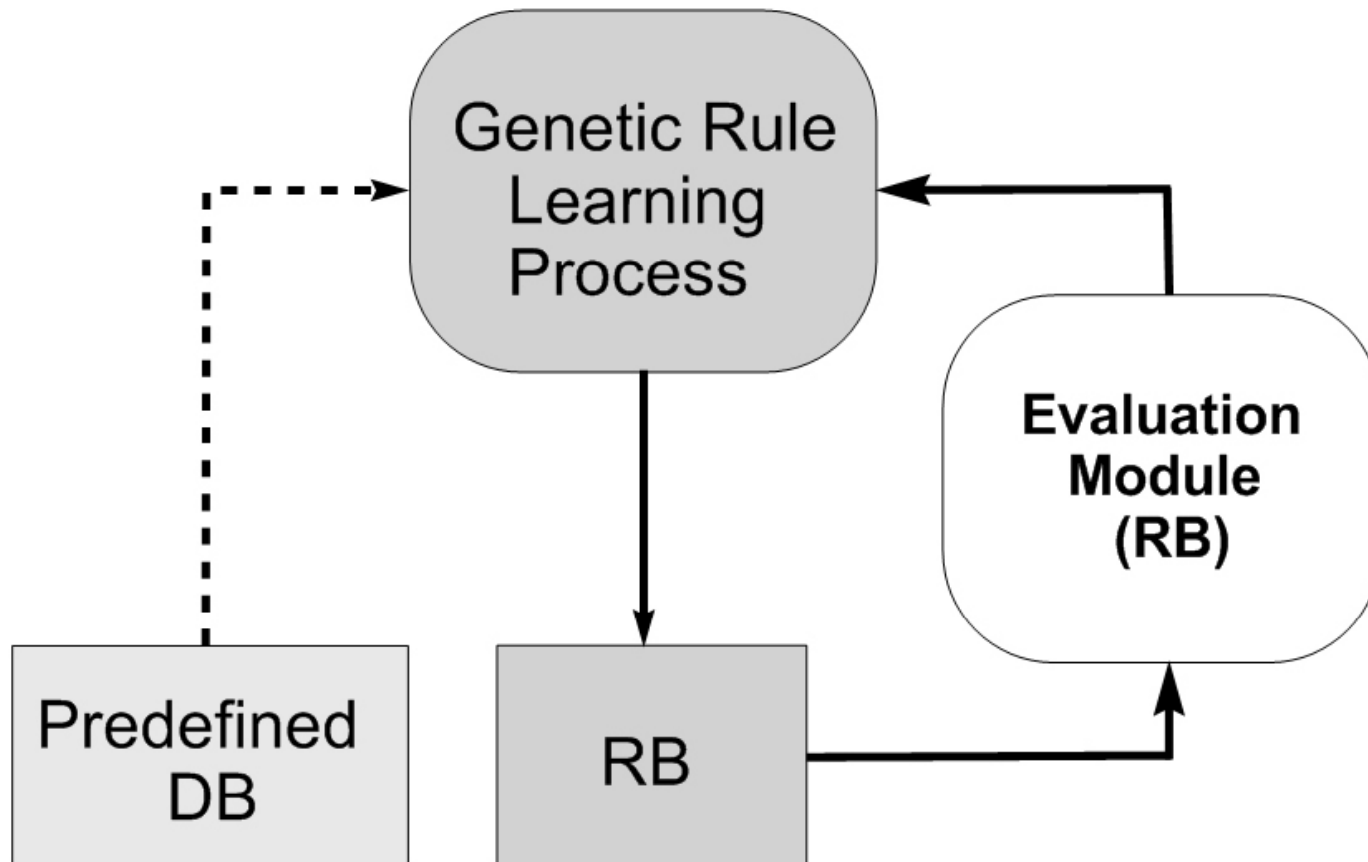 Genetic Rule
Learning
Process
Evaluation
Module
(RB)
Predefined
DB
RB